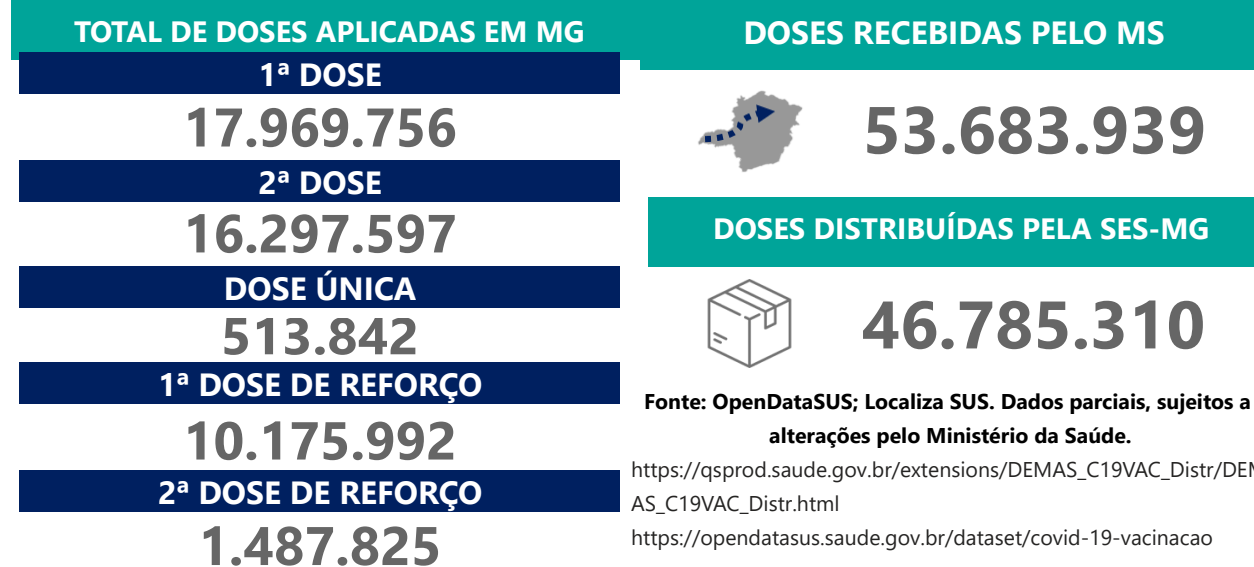 TOTAL DE DOSES APLICADAS EM MG
1ª DOSE
17.969.756
2ª DOSE
16.297.597
DOSE ÚNICA
513.842
1ª DOSE DE REFORÇO
10.175.992
2ª DOSE DE REFORÇO
1.487.825
DOSES RECEBIDAS PELO MS
53.683.939
DOSES DISTRIBUÍDAS PELA SES-MG
46.785.310
Fonte: OpenDataSUS; Localiza SUS. Dados parciais, sujeitos a
alterações pelo Ministério da Saúde.
https://qsprod.saude.gov.br/extensions/DEMAS_C19VAC_Distr/DEM
AS_C19VAC_Distr.html
https://opendatasus.saude.gov.br/dataset/covid-19-vacinacao